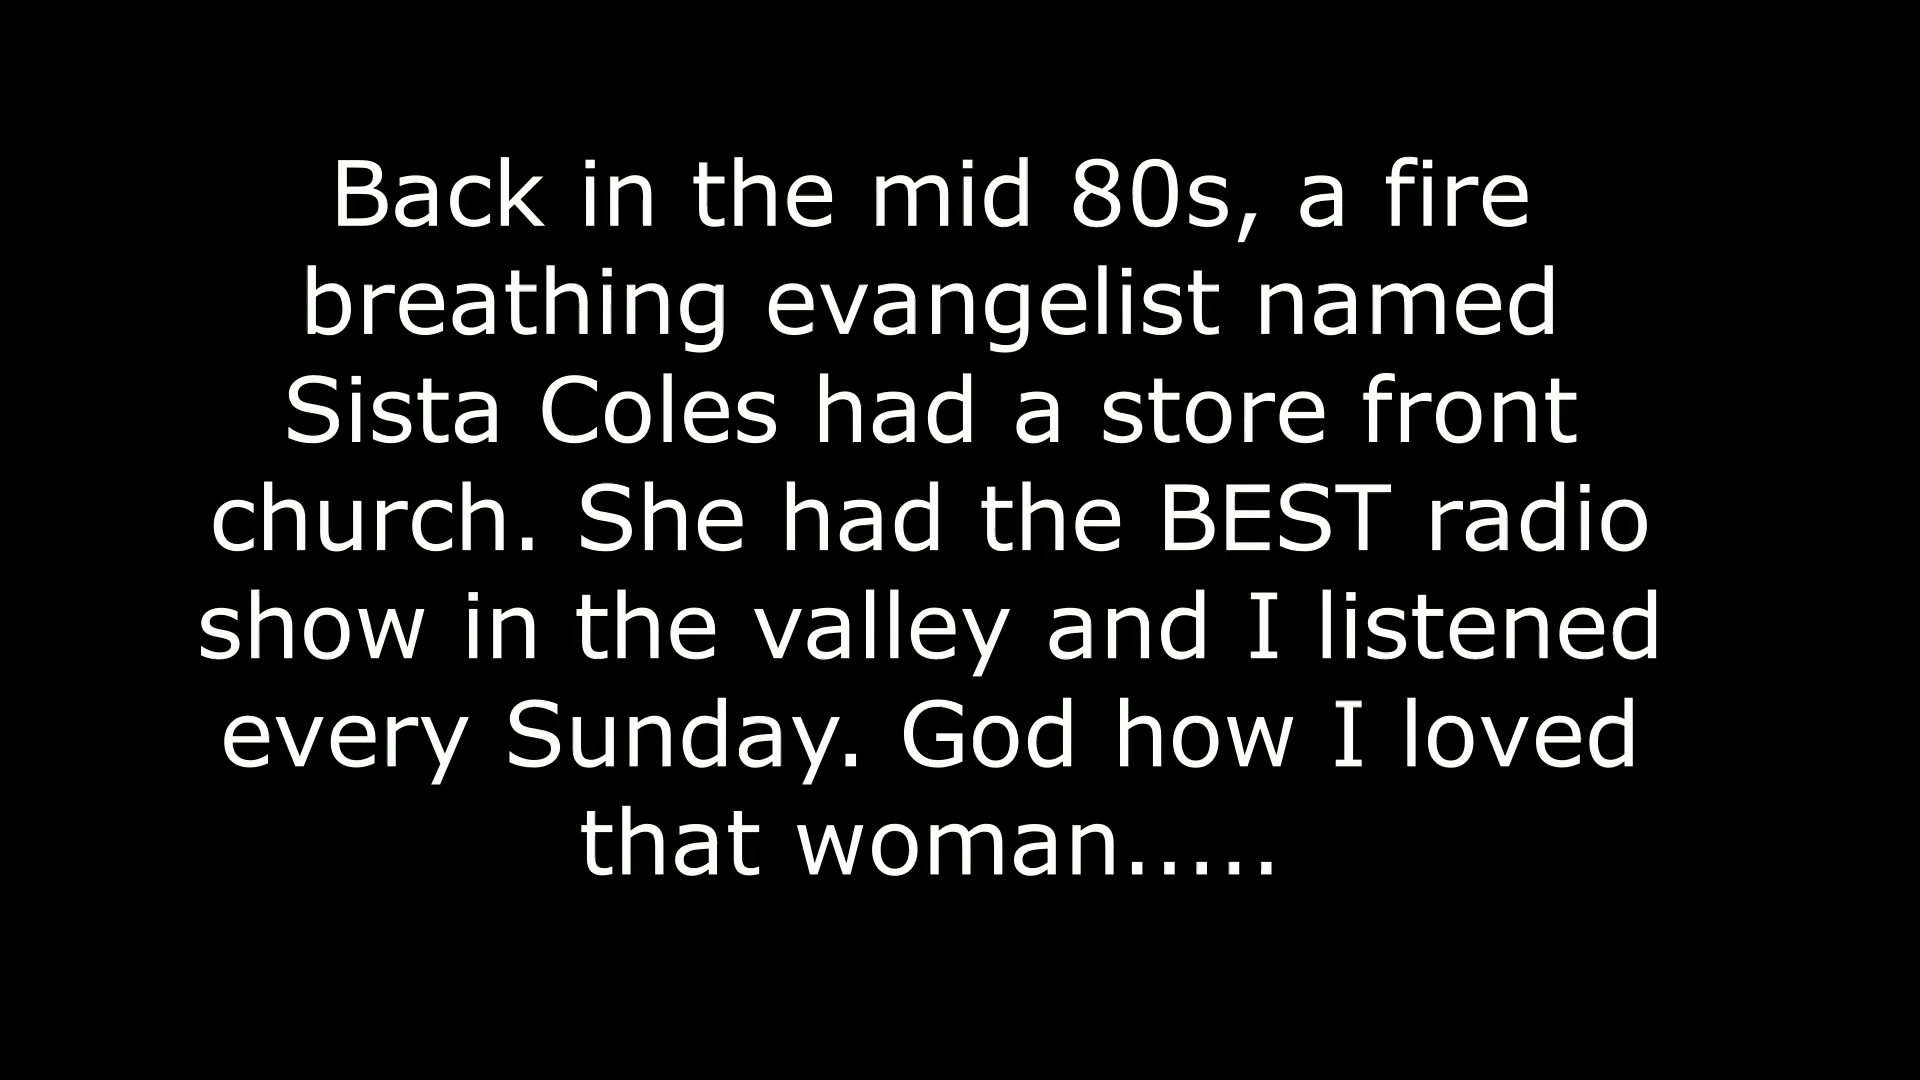 Back in the mid 80s, a fire
breathing evangelist named
Sista Coles had a store front
church. She had the BEST radio
show in the valley and I listened
every Sunday. God how I loved
that woman.....